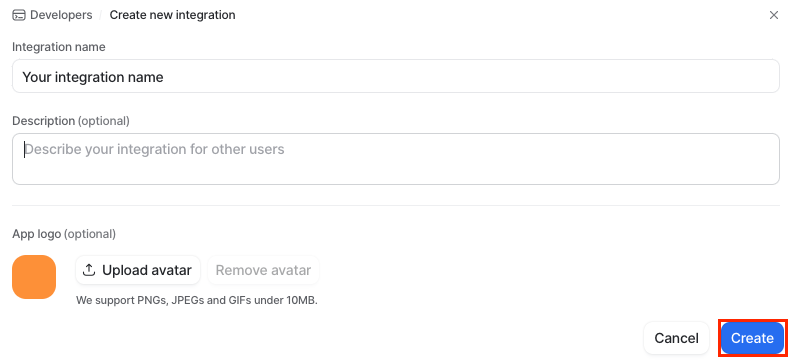 Developers / Create new integration
Integration name
Your integration name
Description (optional)
Describe your integration for other users
App logo (optional)
Upload avatar Remove avatar
We support PNGs, JPEGs and GIFs under 10MB.
Cancel Create